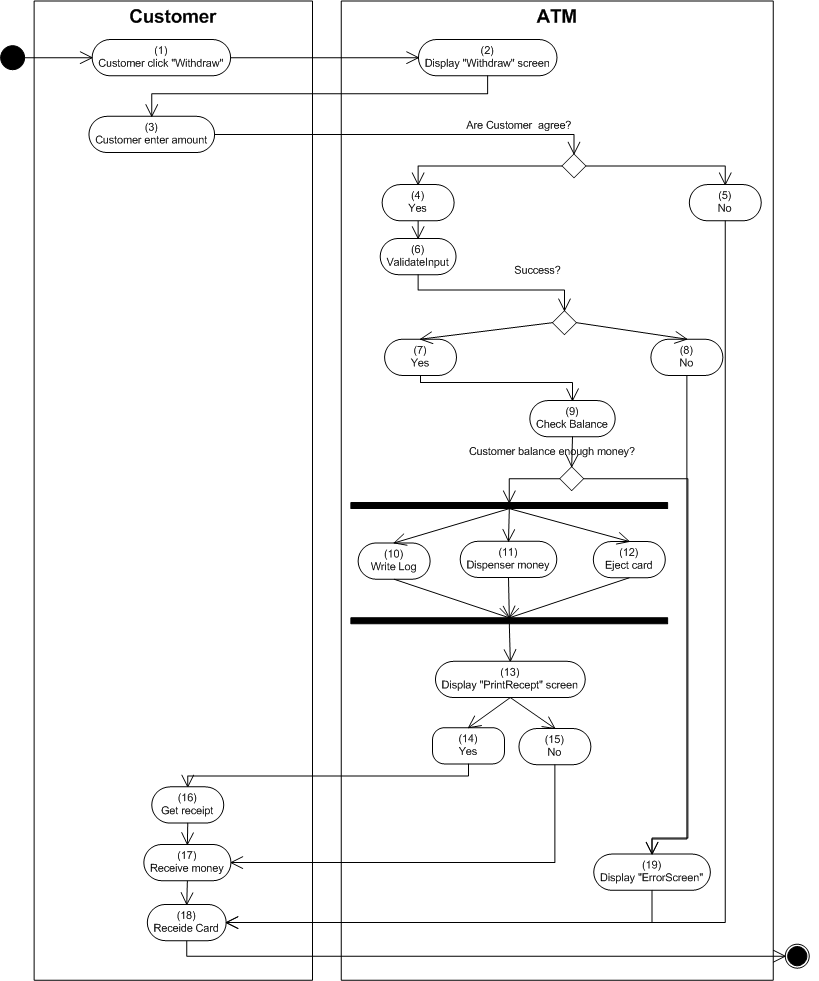 Customer
ATM
(1)
Customer click "Withdraw"
(2)
Display "Withdraw" screen
(3)
Customer enter amount
Are Customer agree?
(4)
Yes
(5)
No
(6)
ValidateInput
Success?
(7)
Yes
(8)
No
(9)
Check Balance
Customer balance enough money?
(10)
Write Log
(11)
Dispenser money
(12)
Eject card
(13)
Display "PrintRecept" screen
(14)
Yes
(15)
No
(16)
Get receipt
(17)
Receive money
(19)
Display "ErrorScreen"
(18)
Receide Card